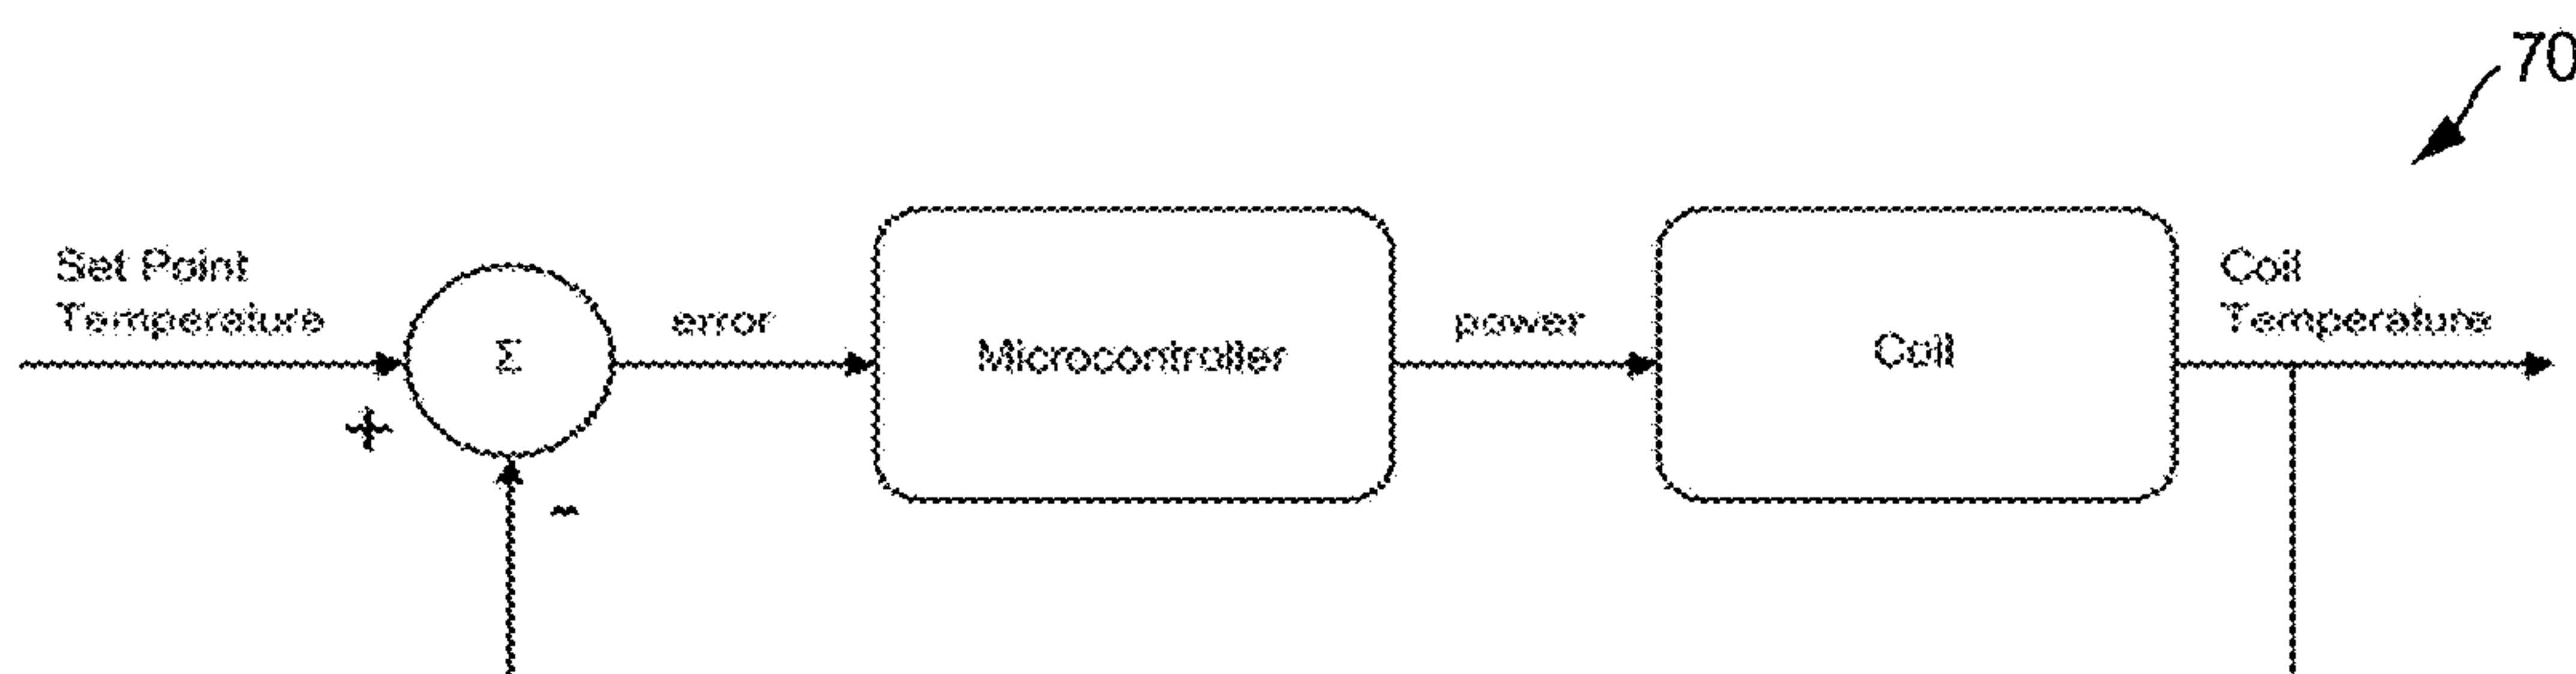 70
Set Point
Temperature
+
Σ
-
error
Microcontroller
power
Coil
Coil
Temperature